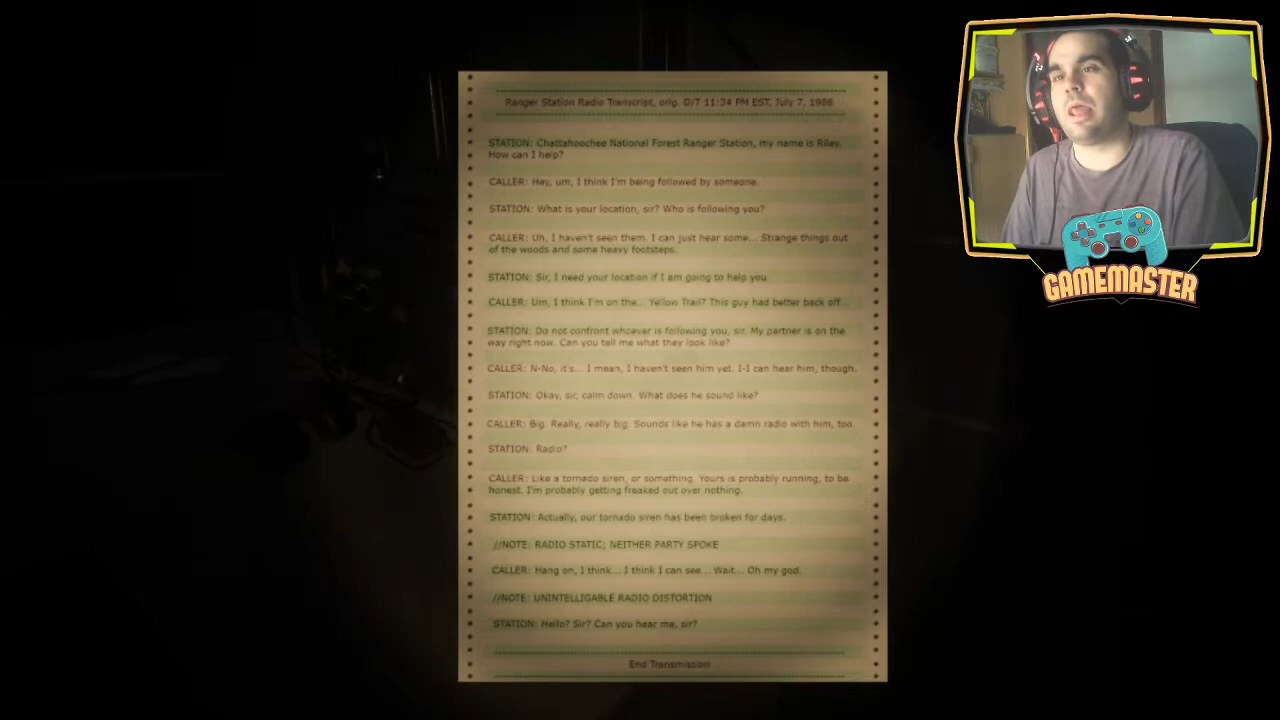 Ranger Station Radio Transcript, orig. D/T 11:34 PM EST, July 7, 1986
STATION: Chattahoochee National Forest Ranger Station, my name is Riley.
How can I help?
CALLER: Hey, um, I think I'm being followed by someone.
STATION: What is your location, sir? Who is following you?
CALLER: Uh, I haven't seen them. I can just hear some... Strange things out
of the woods and some heavy footsteps.
STATION: Sir, I need your location if I am going to help you
CALLER: Um, I think I'm on the... Yellow Trail? This guy had better back off...
STATION: Do not confront whoever is following you, sir. My partner is on the
way right now. Can you tell me what they look like?
CALLER: N-No, it's... I mean, I haven't seen him yet. I-I can hear him, though.
STATION: Okay, sir, calm down. What does he sound like?
CALLER: Big. Really, really big. Sounds like he has a damn radio with him, too.
STATION: Radio?
CALLER: Like a tornado siren, or something. Yours is probably running, to be
honest. I'm probably getting freaked out over nothing.
STATION: Actually, our tornado siren has been broken for days.
//NOTE: RADIO STATIC; NEITHER PARTY SPOKE
CALLER: Hang on, I think... I think I can see... Wait... Oh my god.
//NOTE: UNINTELLIGABLE RADIO DISTORTION
STATION: Hello? Sir? Can you hear me, sir?
End Transmission
GAMEMASTER